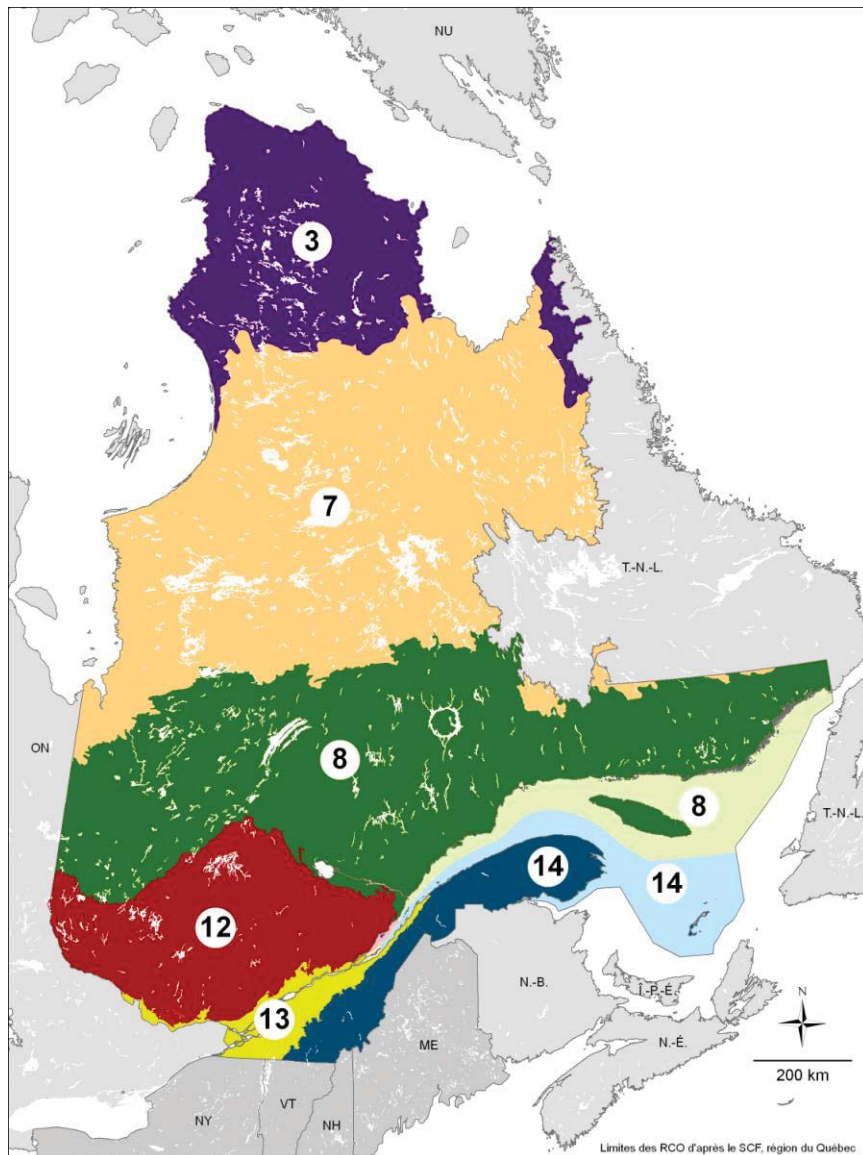 NU
3
7
T.-N.-L.
ON
8
8
T.-N.-L.
14
14
12
13
N.-B.
Î.-P.-É.
N
ME
N.-É.
200 km
VT
NY
NH
Limites des RCO d'après le SCF, région du Québec